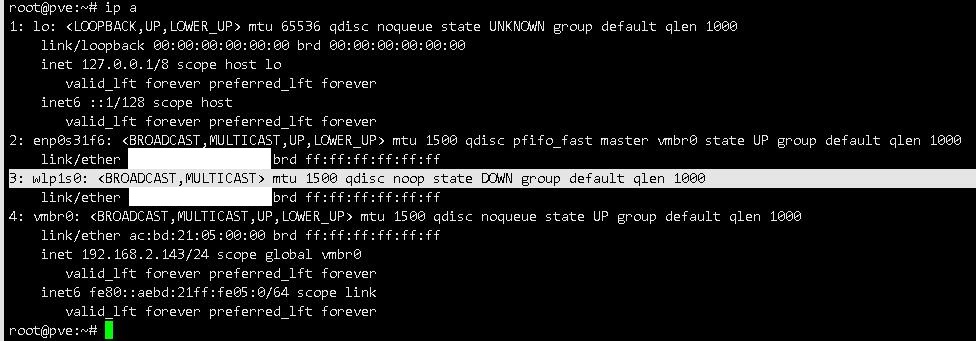 root@pve:~# ip a
1: lo: <LOOPBACK,UP,LOWER_UP> mtu 65536 qdisc noqueue state UNKNOWN group default qlen 1000
link/loopback 00:00:00:00:00:00 brd 00:00:00:00:00:00
inet 127.0.0.1/8 scope host lo
valid_lft forever preferred_lft forever
inet6 ::1/128 scope host
valid_lft forever preferred_lft forever
2: enp0s31f6: <BROADCAST,MULTICAST,UP,LOWER_UP> mtu 1500 qdisc pfifo_fast master vmbr0 state UP group default qlen 1000
link/ether brd ff:ff:ff:ff:ff:ff
3: wlp1s0: <BROADCAST,MULTICAST> mtu 1500 qdisc noop state DOWN group default qlen 1000
link/ether brd ff:ff:ff:ff:ff:ff
4: vmbr0: <BROADCAST,MULTICAST,UP,LOWER_UP> mtu 1500 qdisc noqueue state UP group default qlen 1000
link/ether ac:bd:21:05:00:00 brd ff:ff:ff:ff:ff:ff
inet 192.168.2.143/24 scope global vmbr0
valid_lft forever preferred_lft forever
inet6 fe80::aebd:21ff:fe05:0/64 scope link
valid_lft forever preferred_lft forever
root@pve:~#